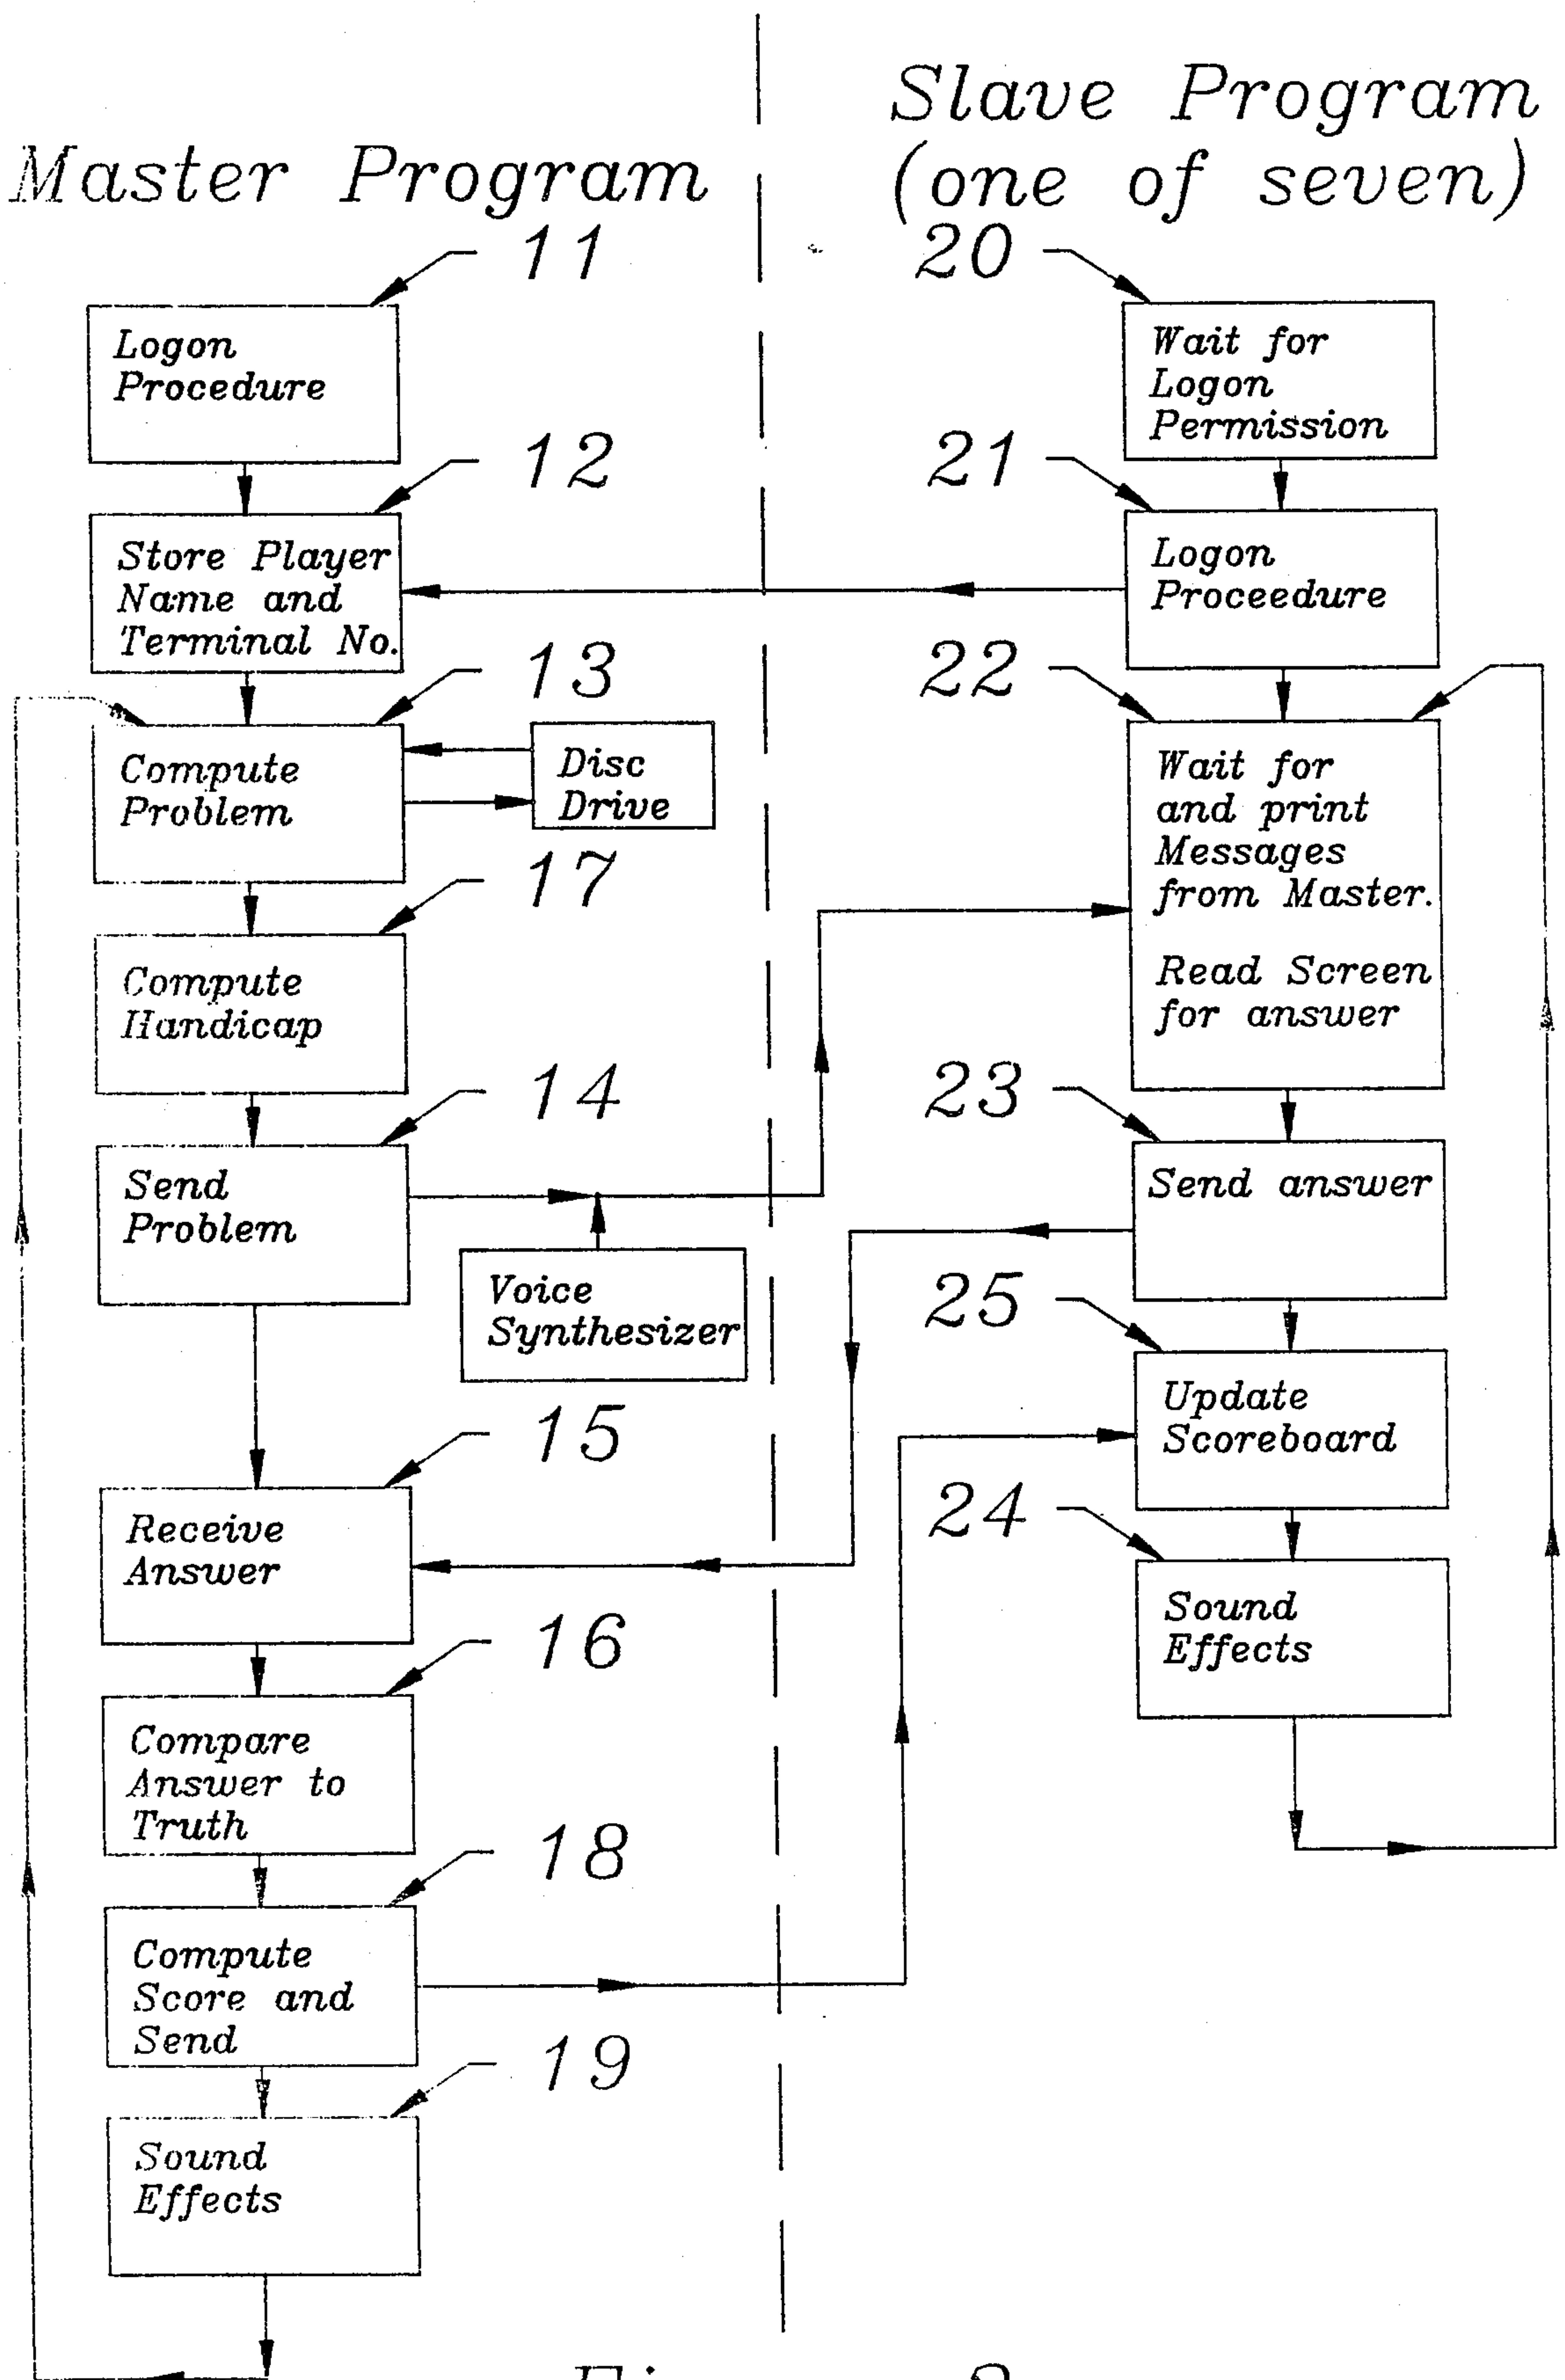 Master Program
11
Logon
Procedure
12
Store Player
Name and
Terminal No.
13
Compute
Problem
Disc
Drive
17
Compute
Handicap
14
Send
Problem
Voice
Synthesizer
15
Receive
Answer
16
Compare
Answer to
Truth
18
Compute
Score and
Send
19
Sound
Effects
Slave Program
(one of seven)
20
Wait for
Logon
Permission
21
Logon
Proceedure
22
Wait for
and print
Messages
from Master.
Read Screen
for answer
23
Send answer
25
Update
Scoreboard
24
Sound
Effects